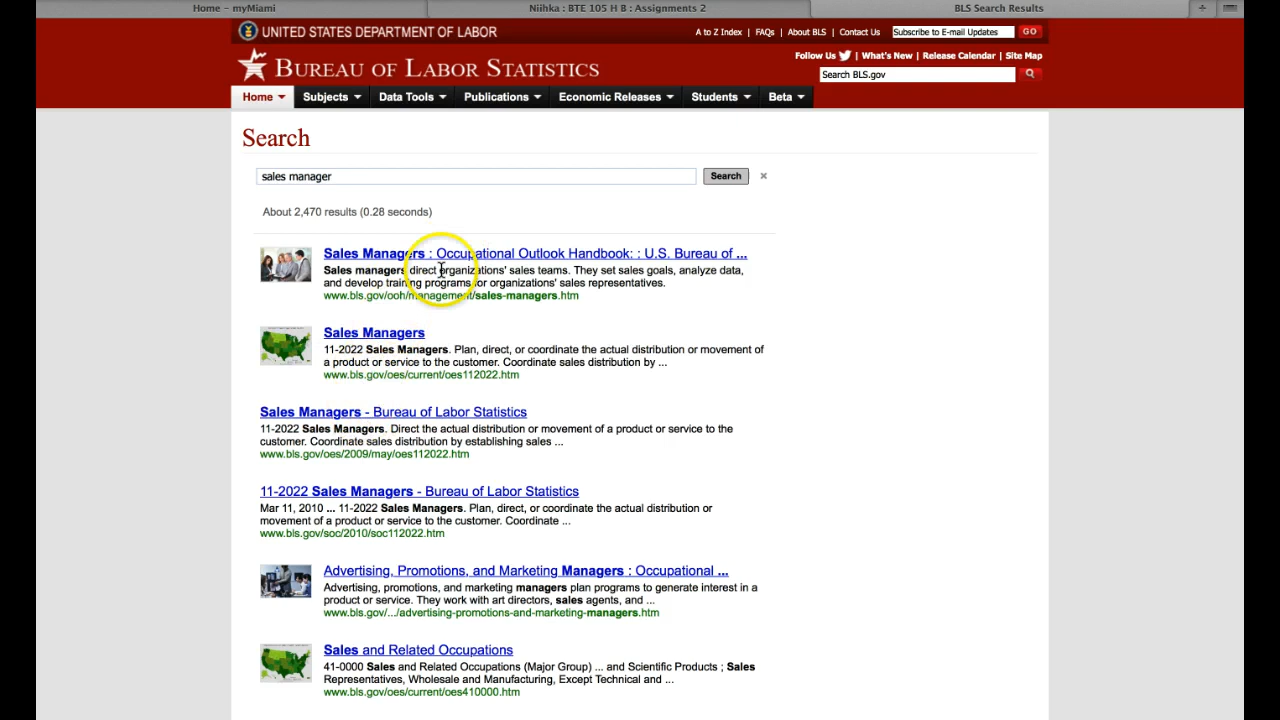 Home – myMiami
Niihka : BTE 105 H B : Assignments 2
BLS Search Results
UNITED STATES DEPARTMENT OF LABOR
A to Z Index | FAQs | About BLS | Contact Us
Subscribe to E-mail Updates
GO
BUREAU OF LABOR STATISTICS
Follow Us | What's New | Release Calendar | Site Map
Search BLS.gov
Home Subjects Data Tools Publications Economic Releases Students Beta
Search
sales manager
Search
x
About 2,470 results (0.28 seconds)
Sales Managers : Occupational Outlook Handbook: : U.S. Bureau of ...
Sales managers direct organizations' sales teams. They set sales goals, analyze data,
and develop training programs for organizations' sales representatives.
www.bls.gov/ooh/management/sales-managers.htm
Sales Managers
11-2022 Sales Managers. Plan, direct, or coordinate the actual distribution or movement of
a product or service to the customer. Coordinate sales distribution by ...
www.bls.gov/oes/current/oes112022.htm
Sales Managers - Bureau of Labor Statistics
11-2022 Sales Managers. Direct the actual distribution or movement of a product or service to the
customer. Coordinate sales distribution by establishing sales ...
www.bls.gov/oes/2009/may/oes112022.htm
11-2022 Sales Managers - Bureau of Labor Statistics
Mar 11, 2010 ... 11-2022 Sales Managers. Plan, direct, or coordinate the actual distribution or
movement of a product or service to the customer. Coordinate ...
www.bls.gov/soc/2010/soc112022.htm
Advertising, Promotions, and Marketing Managers : Occupational ...
Advertising, promotions, and marketing managers plan programs to generate interest in a
product or service. They work with art directors, sales agents, and ...
www.bls.gov/.../advertising-promotions-and-marketing-managers.htm
Sales and Related Occupations
41-0000 Sales and Related Occupations (Major Group) ... and Scientific Products ; Sales
Representatives, Wholesale and Manufacturing, Except Technical and ...
www.bls.gov/oes/current/oes410000.htm